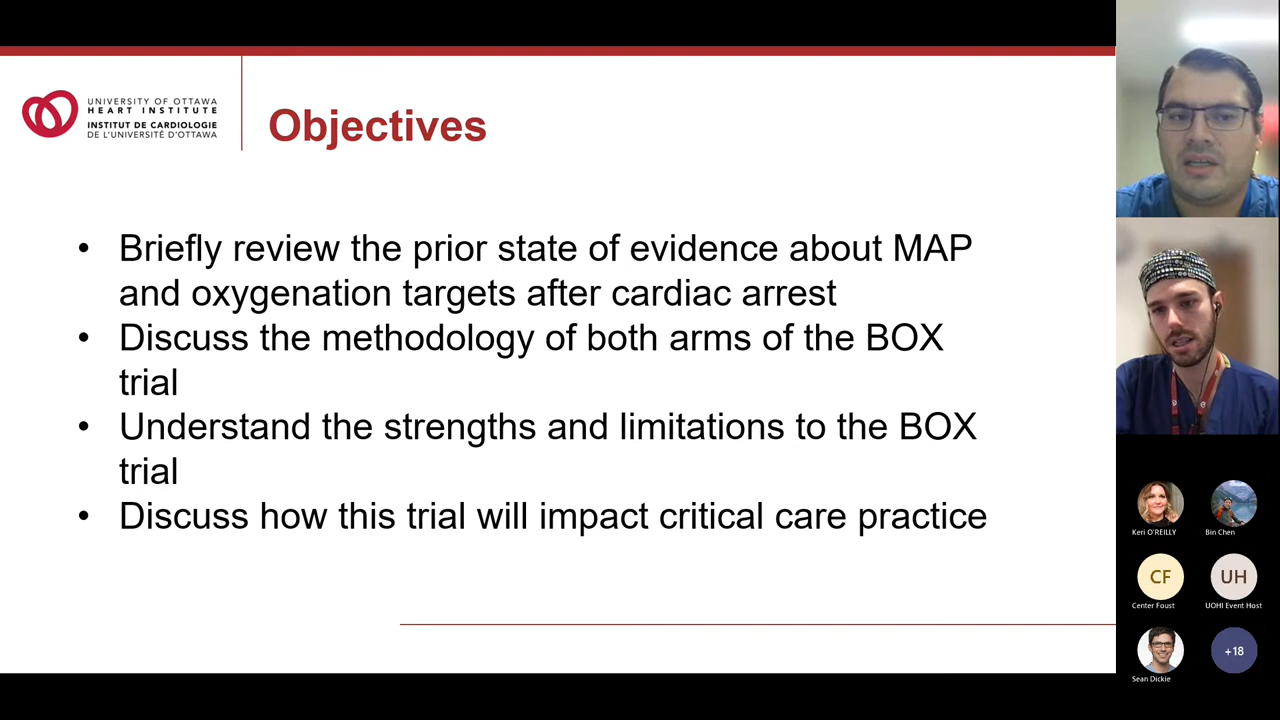 UNIVERSITY OF OTTAWA
HEART INSTITUTE
INSTITUT DE CARDIOLOGIE
DE L'UNIVERSITÉ D'OTTAWA
Objectives
• Briefly review the prior state of evidence about MAP
and oxygenation targets after cardiac arrest
• Discuss the methodology of both arms of the BOX
trial
• Understand the strengths and limitations to the BOX
trial
• Discuss how this trial will impact critical care practice
Keri O'REILLY
Bin Chen
CF
UH
Center Foust
UOHI Event Host
+18
Sean Dickie